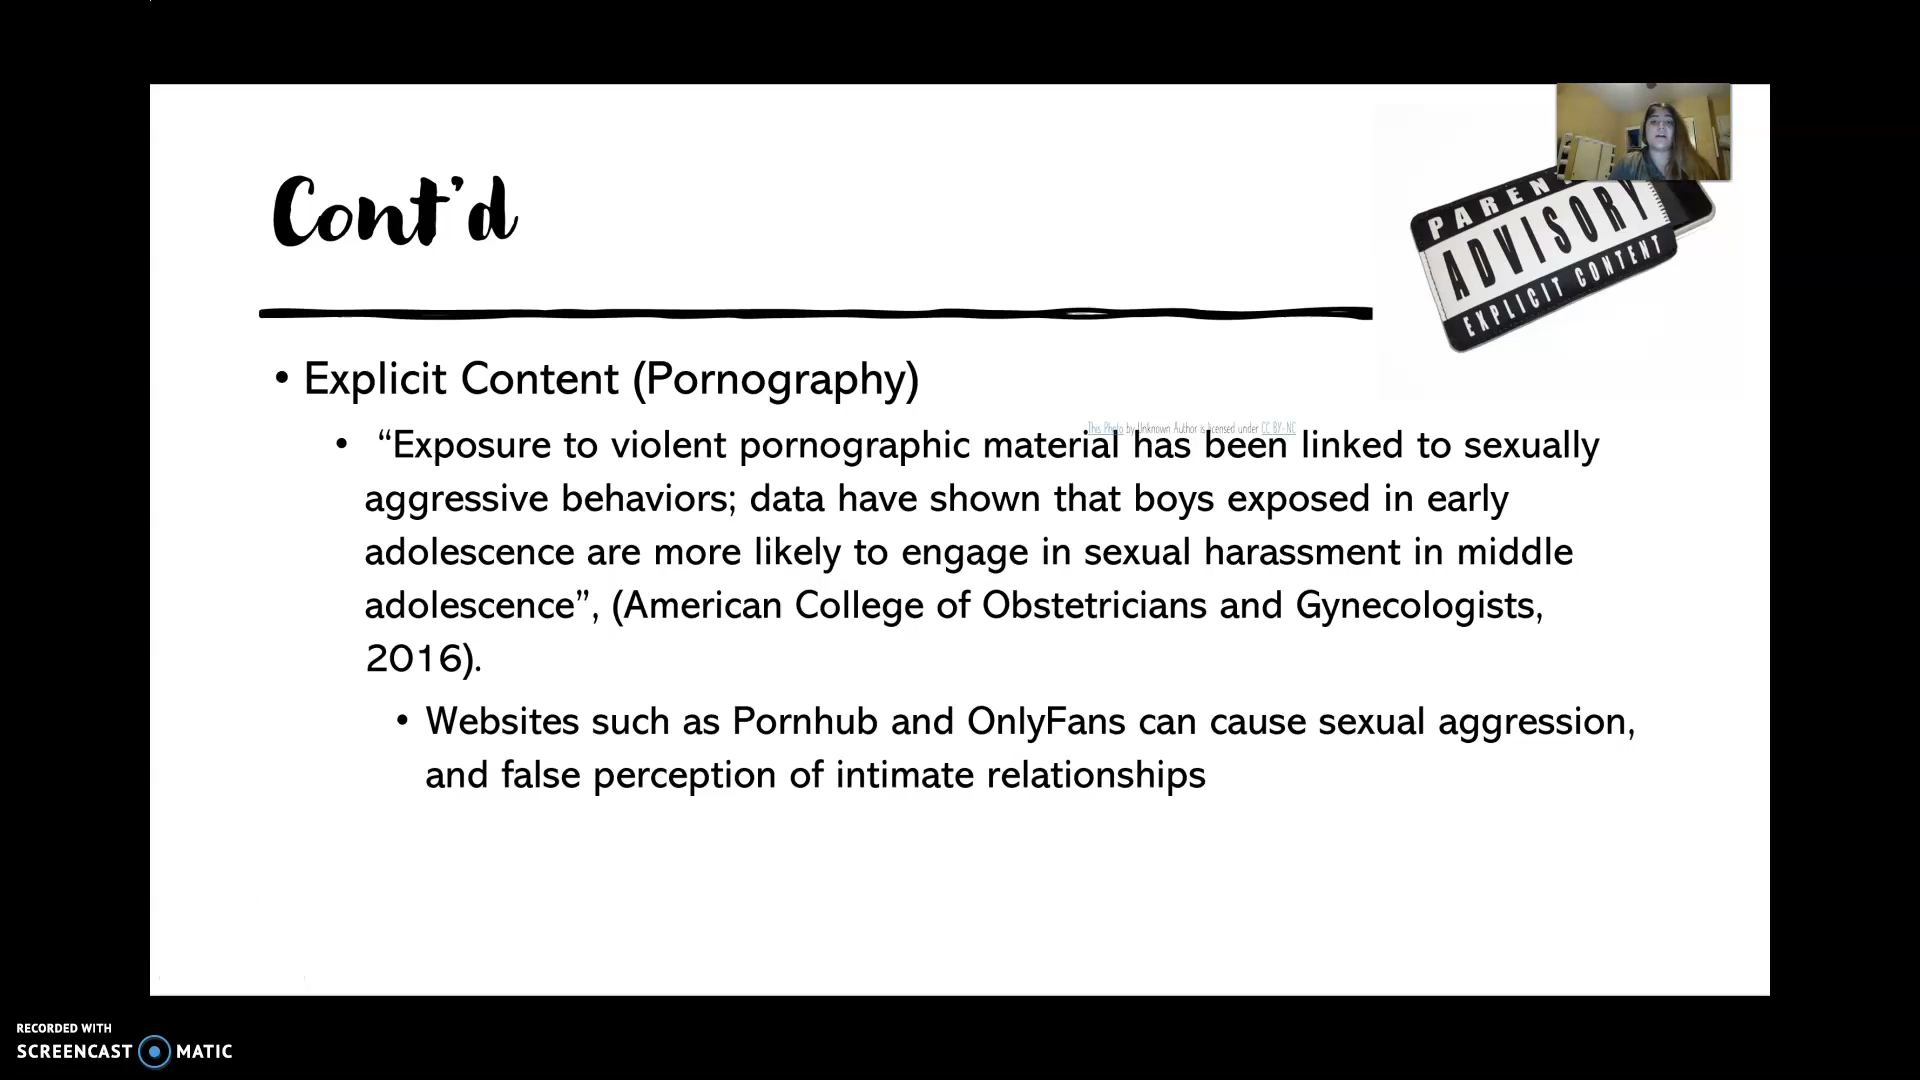 Cont'd
PARENT
ADVISORY
EXPLICIT CONTENT
• Explicit Content (Pornography)
This Photo by Unknown Author is licensed under CC BY-NC
• “Exposure to violent pornographic material has been linked to sexually
aggressive behaviors; data have shown that boys exposed in early
adolescence are more likely to engage in sexual harassment in middle
adolescence”, (American College of Obstetricians and Gynecologists,
2016).
• Websites such as Pornhub and OnlyFans can cause sexual aggression,
and false perception of intimate relationships
RECORDED WITH
SCREENCAST MATIC